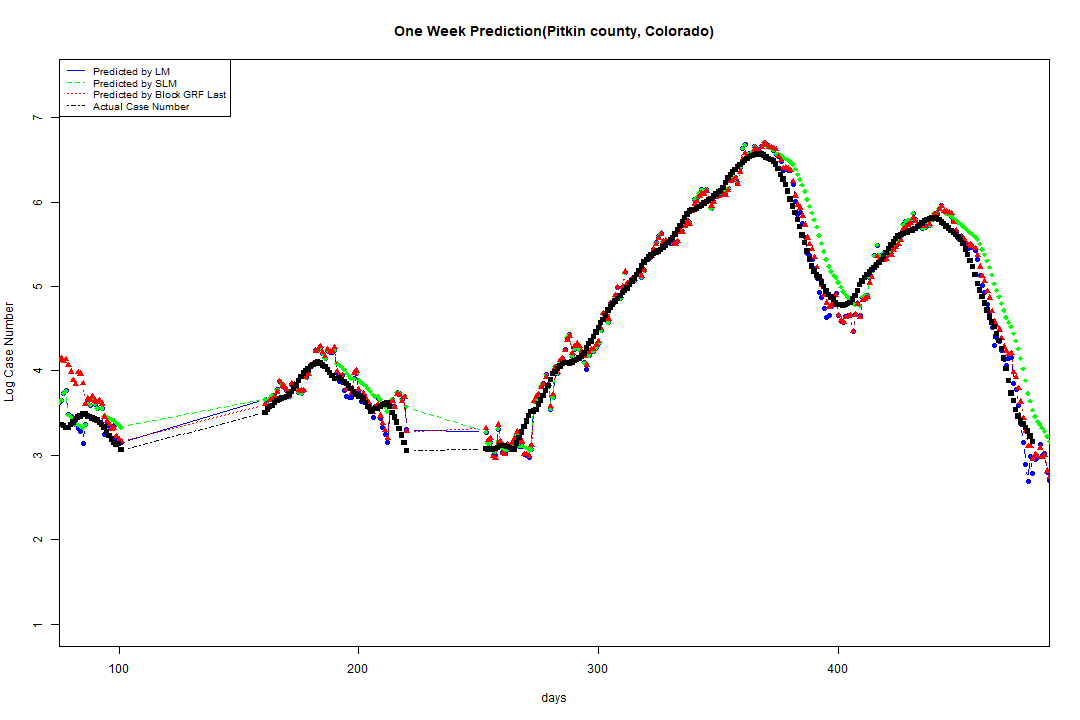 One Week Prediction(Pitkin county, Colorado)
Predicted by LM
Predicted by SLM
Predicted by Block GRF Last
Actual Case Number
7
6
5
4
3
2
1
Log Case Number
100 200 300 400
days